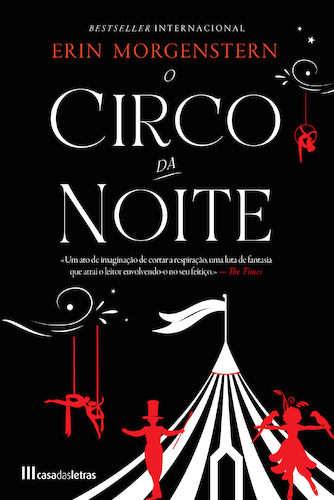 BESTSELLER INTERNACIONAL
ERIN MORGENSTERN
O
CIRCO
DA
NOITE
«Um ato de imaginação de cortar a respiração, uma luta de fantasia
que atrai o leitor envolvendo-o no seu feitiço.» — The Times
casadasletras